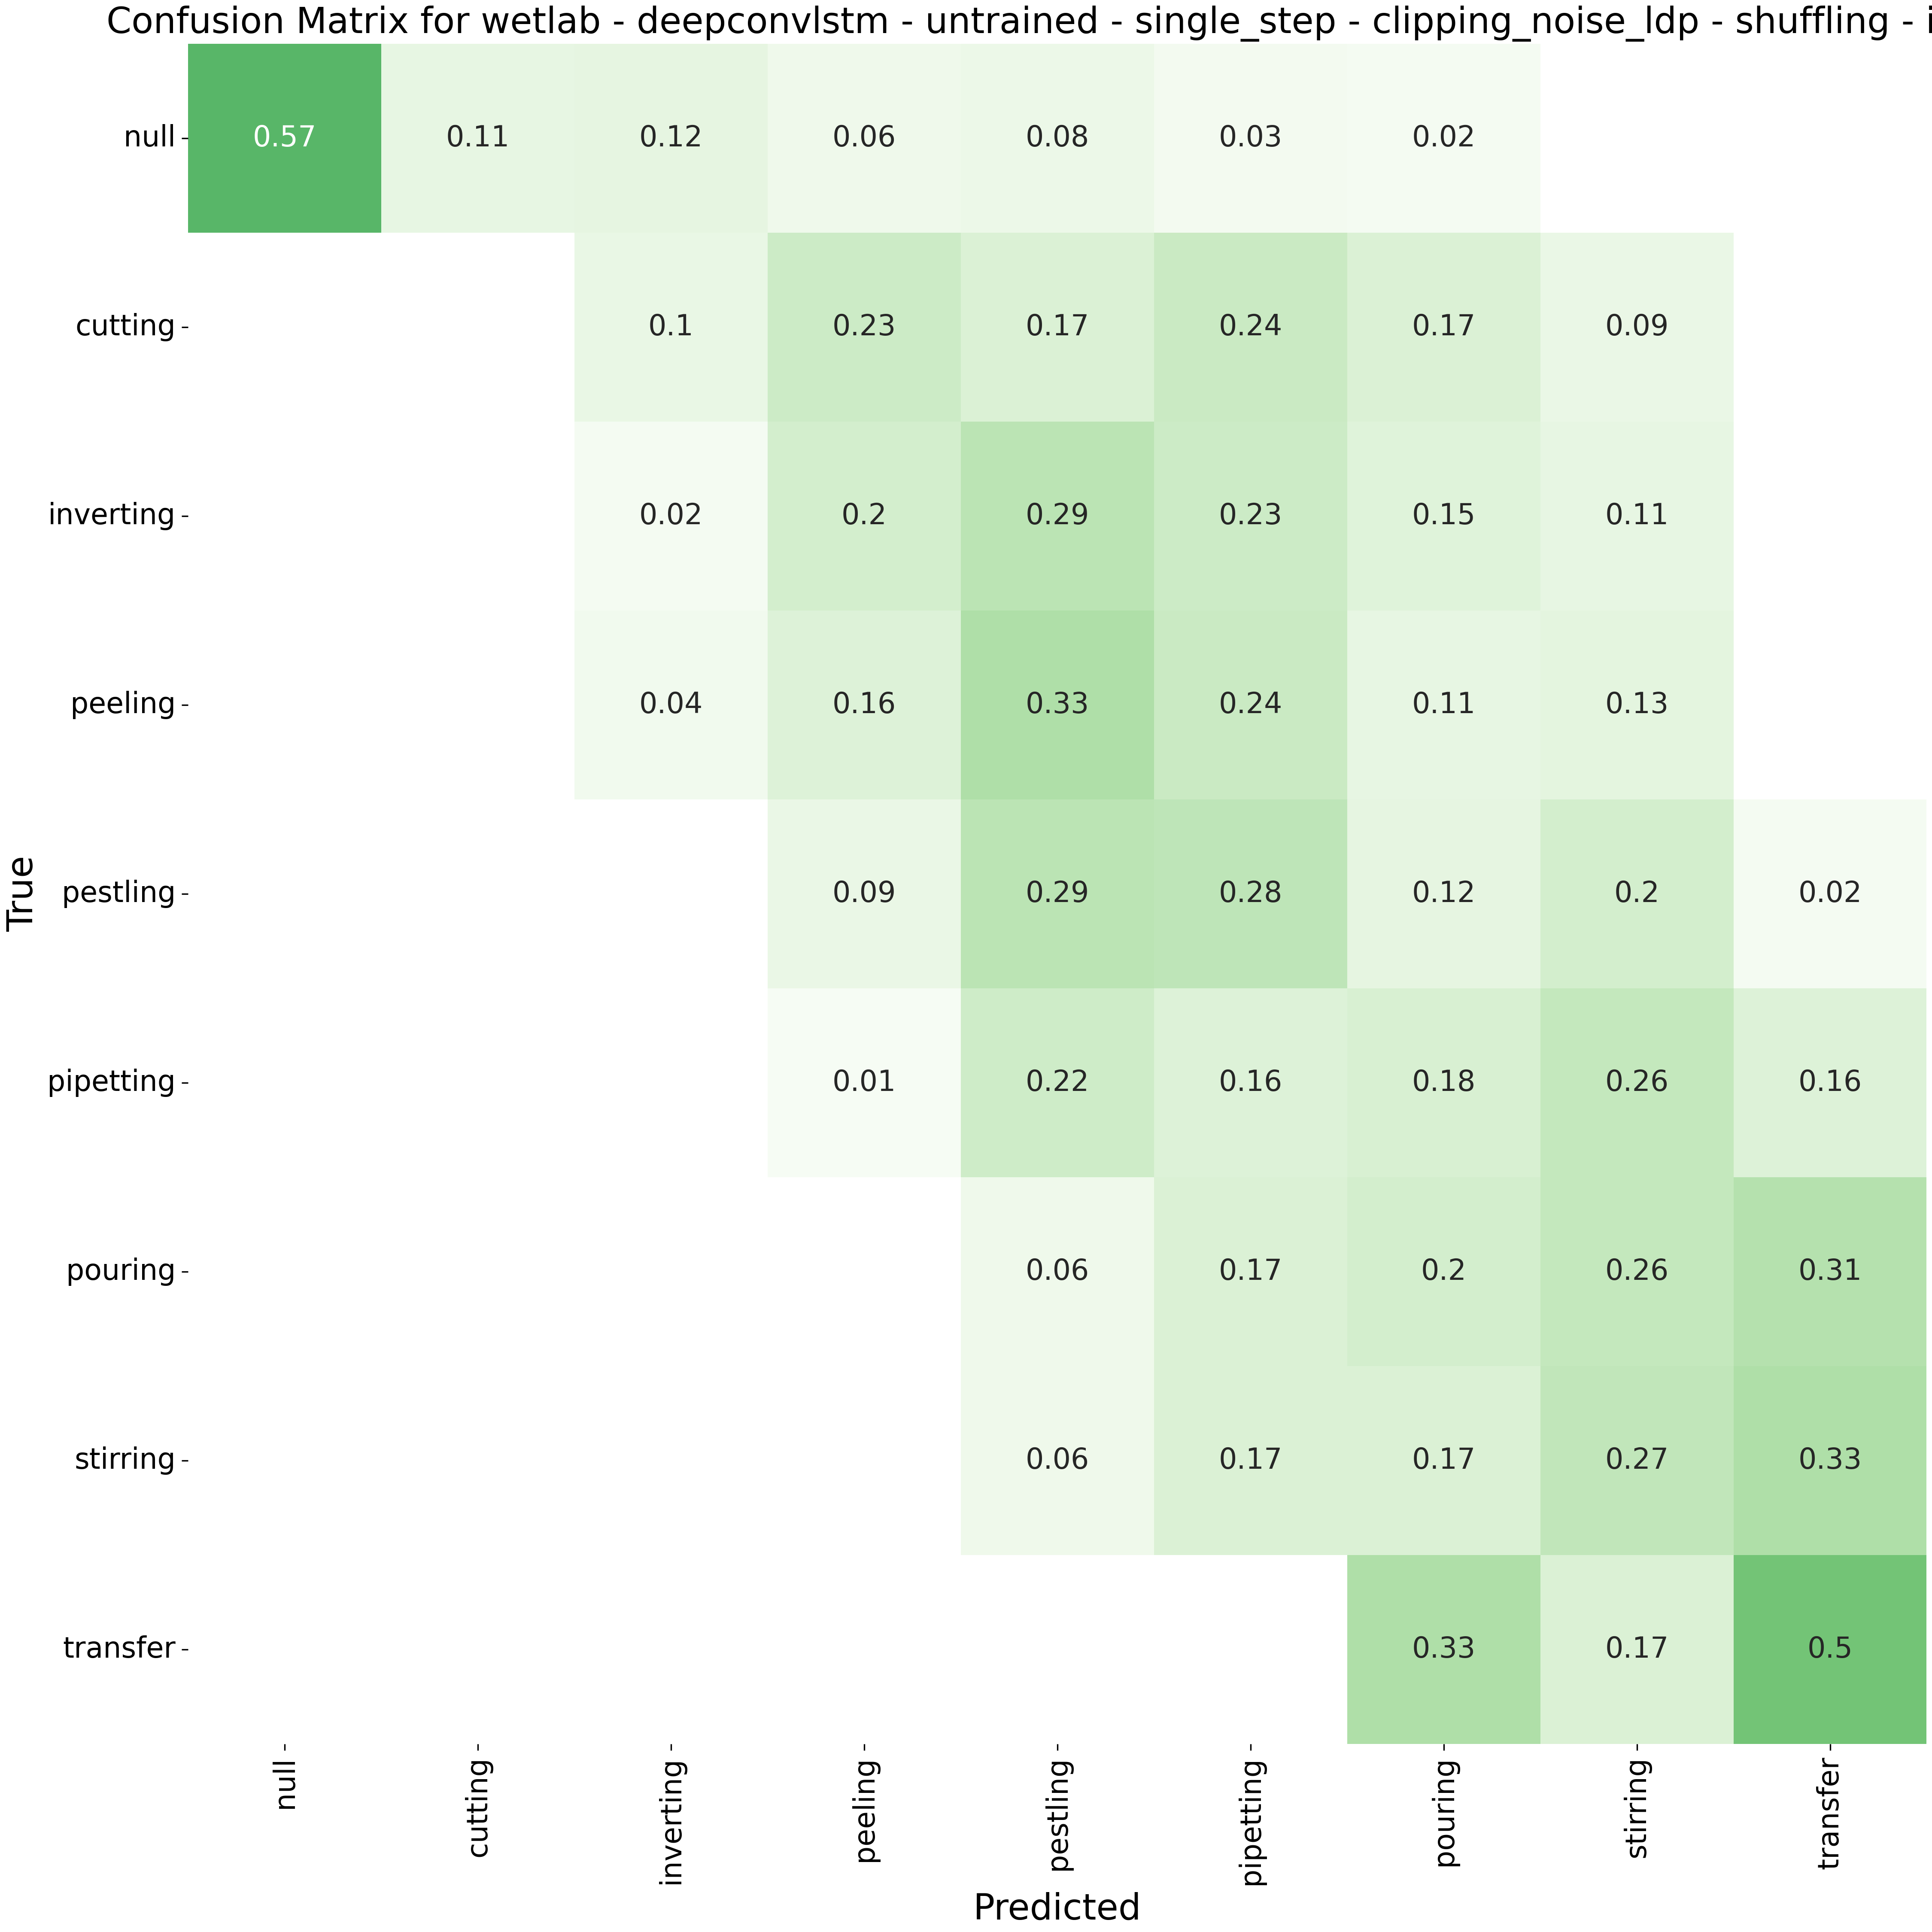 Confusion Matrix for wetlab - deepconvlstm - untrained - single_step - clipping_noise_ldp - shuffling - i
null 0.57 0.11 0.12 0.06 0.08 0.03 0.02
cutting 0.1 0.23 0.17 0.24 0.17 0.09
inverting 0.02 0.2 0.29 0.23 0.15 0.11
peeling 0.04 0.16 0.33 0.24 0.11 0.13
pestling 0.09 0.29 0.28 0.12 0.2 0.02
pipetting 0.01 0.22 0.16 0.18 0.26 0.16
pouring 0.06 0.17 0.2 0.26 0.31
stirring 0.06 0.17 0.17 0.27 0.33
transfer 0.33 0.17 0.5
True
null cutting inverting peeling pestling pipetting pouring stirring transfer
Predicted